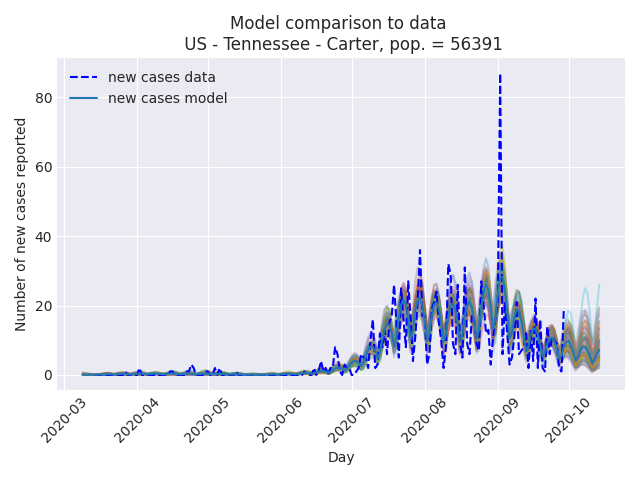 Model comparison to data
US - Tennessee - Carter, pop. = 56391
new cases data
new cases model
Number of new cases reported
80
60
40
20
0
2020-03
2020-04
2020-05
2020-06
2020-07
2020-08
2020-09
2020-10
Day